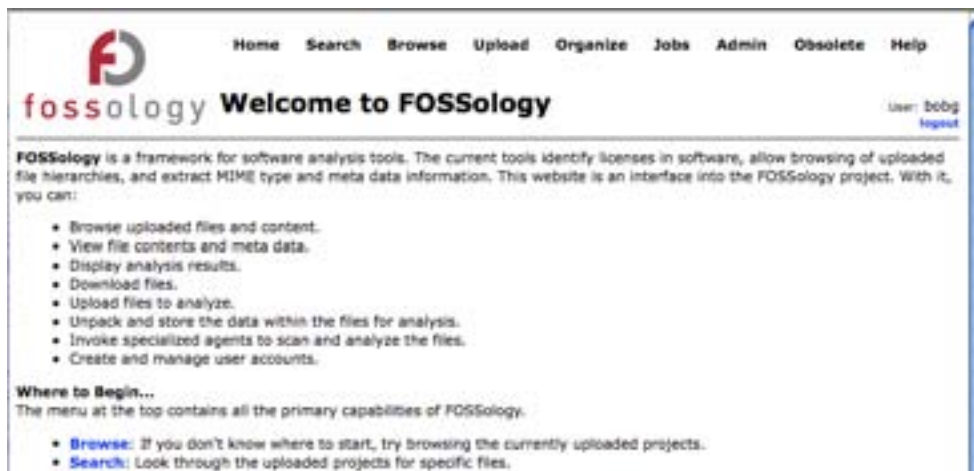 Home Search Browse Upload Organize Jobs Admin Obsolete Help
fossology
Welcome to FOSSology
User: bobg
logout
FOSSology is a framework for software analysis tools. The current tools identify licenses in software, allow browsing of uploaded
file hierarchies, and extract MIME type and meta data information. This website is an interface into the FOSSology project. With it,
you can:
• Browse uploaded files and content.
• View file contents and meta data.
• Display analysis results.
• Download files.
• Upload files to analyze.
• Unpack and store the data within the files for analysis.
• Invoke specialized agents to scan and analyze the files.
• Create and manage user accounts.
Where to Begin...
The menu at the top contains all the primary capabilities of FOSSology.
• Browse: If you don't know where to start, try browsing the currently uploaded projects.
• Search: Look through the uploaded projects for specific files.